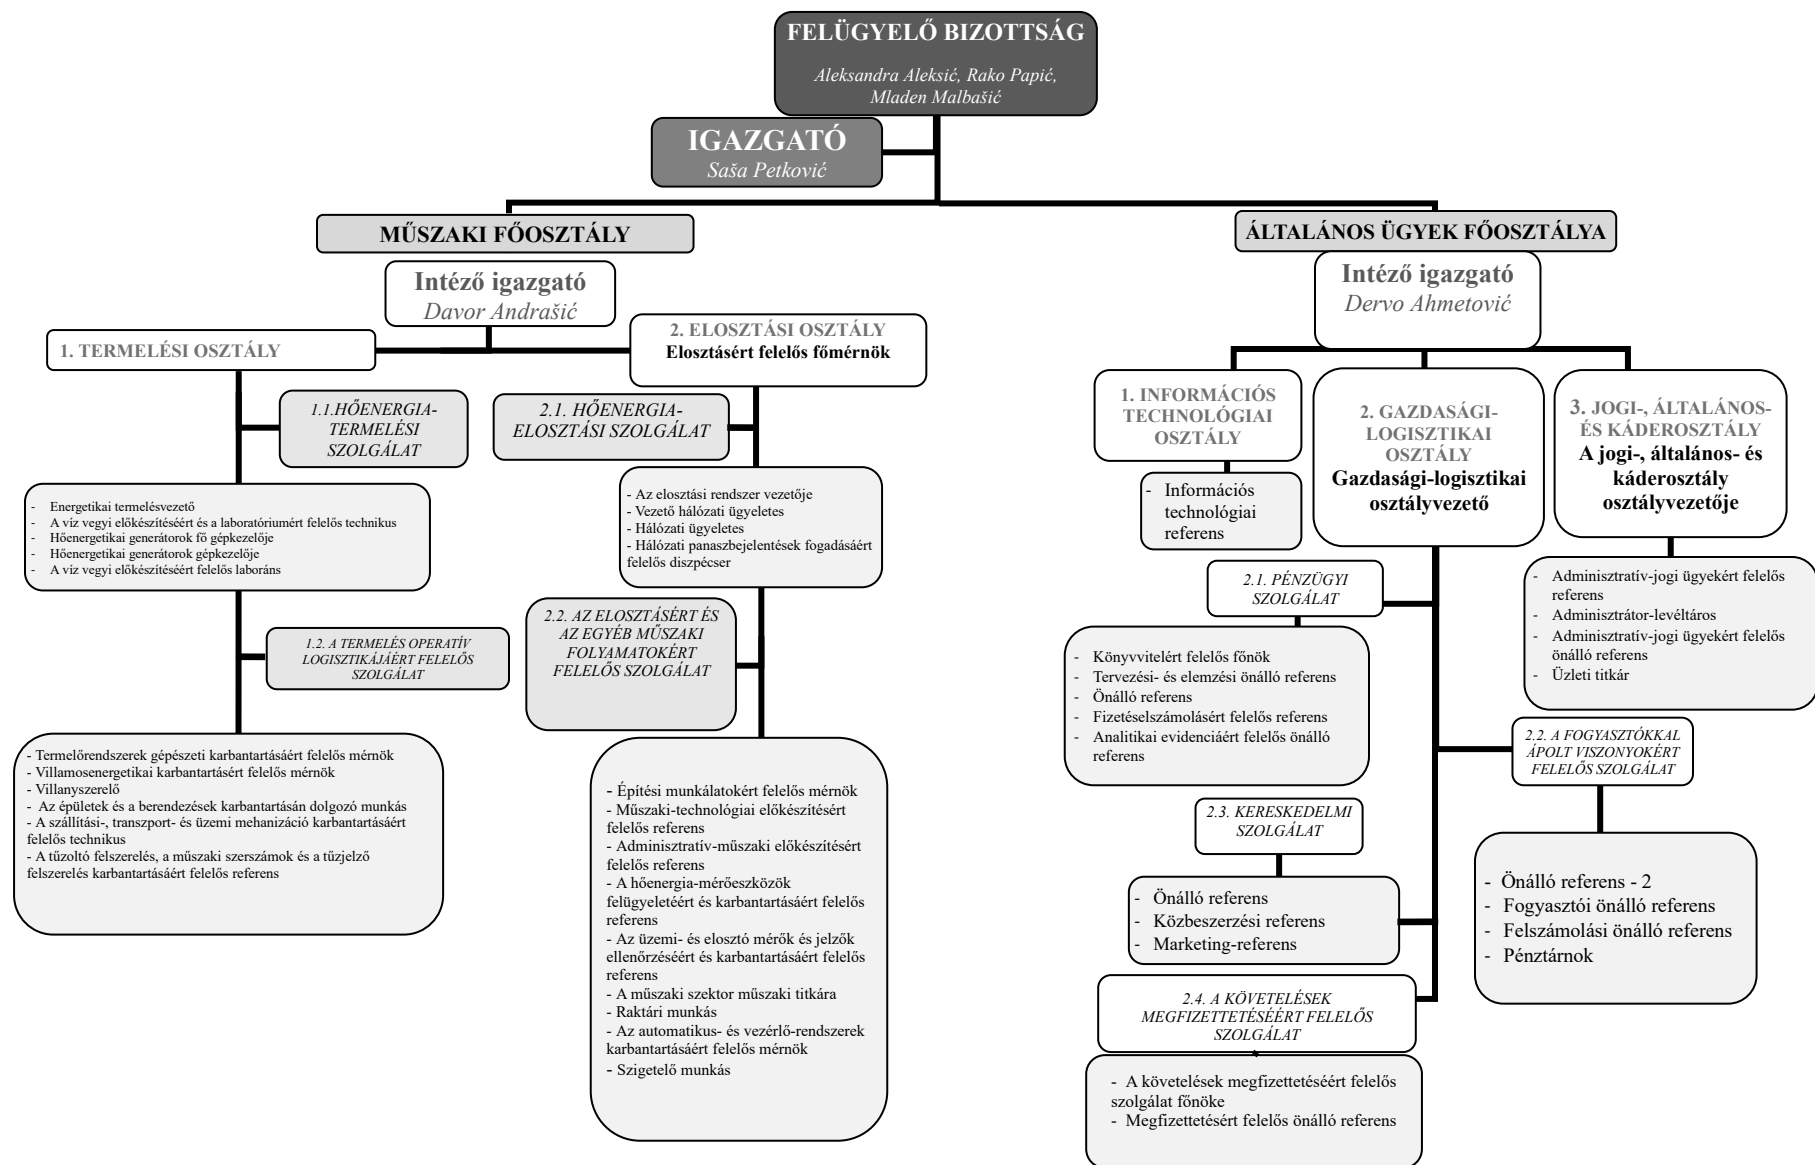 FELÜGYELŐ BIZOTTSÁG
Aleksandra Aleksić, Rako Papić,
Mladen Malbašić
IGAZGATÓ
Saša Petković
MŰSZAKI FŐOSZTÁLY
Intéző igazgató
Davor Andrašić
1. TERMELÉSI OSZTÁLY
2. ELOSZTÁSI OSZTÁLY
Elosztásért felelős főmérnök
1.1.HŐENERGIA-
TERMELÉSI
SZOLGÁLAT
2.1. HŐENERGIA-
ELOSZTÁSI SZOLGÁLAT
- Energetikai termelésvezető
- A víz vegyi előkészítéséért és a laboratóriumért felelős technikus
- Hőenergetikai generátorok fő gépkezelője
- Hőenergetikai generátorok gépkezelője
- A víz vegyi előkészítéséért felelős laboráns
- Az elosztási rendszer vezetője
- Vezető hálózati ügyeletes
- Hálózati ügyeletes
- Hálózati panaszbejelentések fogadásáért
felelős diszpécser
1.2. A TERMELÉS OPERATÍV
LOGISZTIKÁJÁÉRT FELELŐS
SZOLGÁLAT
2.2. AZ ELOSZTÁSÉRT ÉS
AZ EGYÉB MŰSZAKI
FOLYAMATOKÉRT
FELELŐS SZOLGÁLAT
- Termelőrendszerek gépészeti karbantartásáért felelős mérnök
- Villamosenergetikai karbantartásért felelős mérnök
- Villanyszerelő
- Az épületek és a berendezések karbantartásán dolgozó munkás
- A szállítási-, transzport- és üzemi mehanizáció karbantartásáért
felelős technikus
- A tűzoltó felszerelés, a műszaki szerszámok és a tűzjelző
felszerelés karbantartásáért felelős referens
- Építési munkálatokért felelős mérnök
- Műszaki-technológiai előkészítésért
felelős referens
- Adminisztratív-műszaki előkészítésért
felelős referens
- A hőenergia-mérőeszközök
felügyeletéért és karbantartásáért felelős
referens
- Az üzemi- és elosztó mérők és jelzők
ellenőrzéséért és karbantartásáért felelős
referens
- A műszaki szektor műszaki titkára
- Raktári munkás
- Az automatikus- és vezérlő-rendszerek
karbantartásáért felelős mérnök
- Szigetelő munkás
ÁLTALÁNOS ÜGYEK FŐOSZTÁLYA
Intéző igazgató
Dervo Ahmetović
1. INFORMÁCIÓS
TECHNOLÓGIAI
OSZTÁLY
- Információs
technológiai
referens
2. GAZDASÁGI-
LOGISZTIKAI
OSZTÁLY
Gazdasági-logisztikai
osztályvezető
3. JOGI-, ÁLTALÁNOS-
ÉS KÁDEROSZTÁLY
A jogi-, általános- és
káderosztály
osztályvezetője
- Adminisztratív-jogi ügyekért felelős
referens
- Adminisztrátor-levéltáros
- Adminisztratív-jogi ügyekért felelős
önálló referens
- Üzleti titkár
2.1. PÉNZÜGYI
SZOLGÁLAT
- Könyvvitelért felelős főnök
- Tervezési- és elemzési önálló referens
- Önálló referens
- Fizetéselszámolásért felelős referens
- Analitikai evidenciáért felelős önálló
referens
2.2. A FOGYASZTÓKKAL
ÁPOLT VISZONYOKÉRT
FELELŐS SZOLGÁLAT
- Önálló referens - 2
- Fogyasztói önálló referens
- Felszámolási önálló referens
- Pénztárnok
2.3. KERESKEDELMI
SZOLGÁLAT
- Önálló referens
- Közbeszerzési referens
- Marketing-referens
2.4. A KÖVETELÉSEK
MEGFIZETTETÉSÉÉRT FELELŐS
SZOLGÁLAT
- A követelések megfizettetéséért felelős
szolgálat főnöke
- Megfizettetésért felelős önálló referens